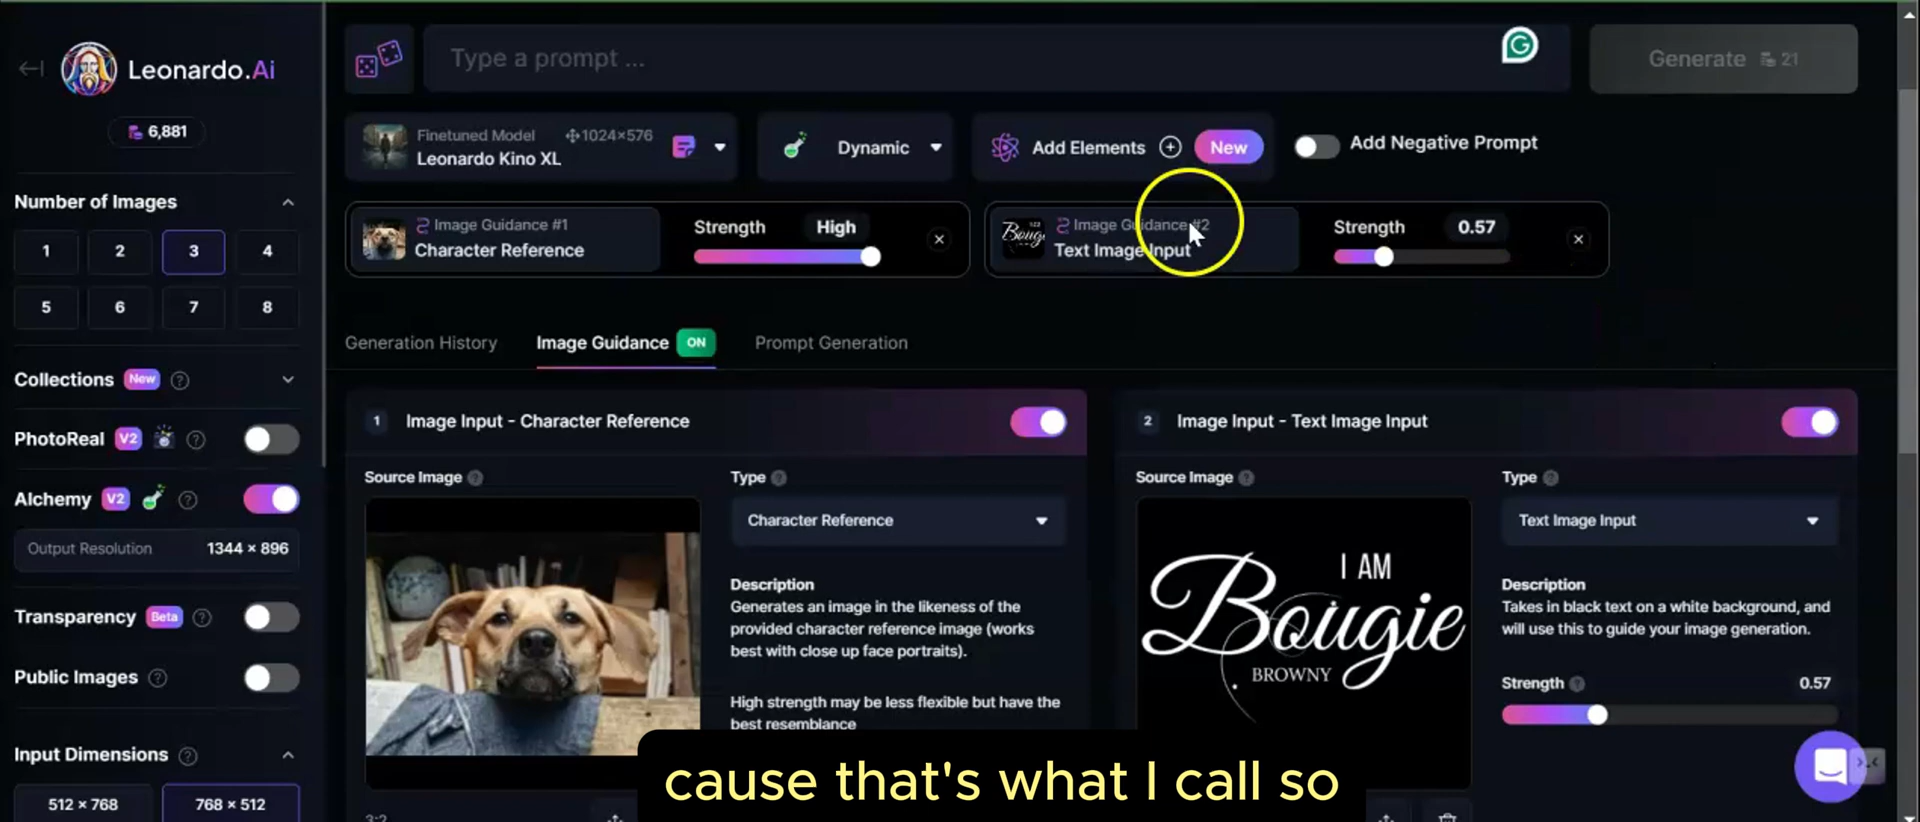 Leonardo.Ai
6,881
Number of Images
1
2
3
4
5
6
7
8
Collections New
PhotoReal V2
Alchemy V2
Output Resolution 1344 × 896
Transparency Beta
Public Images
Input Dimensions
512 × 768
768 × 512
Type a prompt ...
Generate 21
Finetuned Model 1024×576
Leonardo Kino XL
Dynamic
Add Elements New
Add Negative Prompt
Image Guidance #1
Character Reference
Strength High
Image Guidance #2
Text Image Input
Strength 0.57
Generation History
Image Guidance ON
Prompt Generation
1 Image Input - Character Reference
Source Image
Type
Character Reference
Description
Generates an image in the likeness of the
provided character reference image (works
best with close up face portraits).
High strength may be less flexible but have the
best resemblance
2 Image Input - Text Image Input
Source Image
I AM
Bougie
BROWNY
Type
Text Image Input
Description
Takes in black text on a white background, and
will use this to guide your image generation.
Strength 0.57
cause that's what I call so